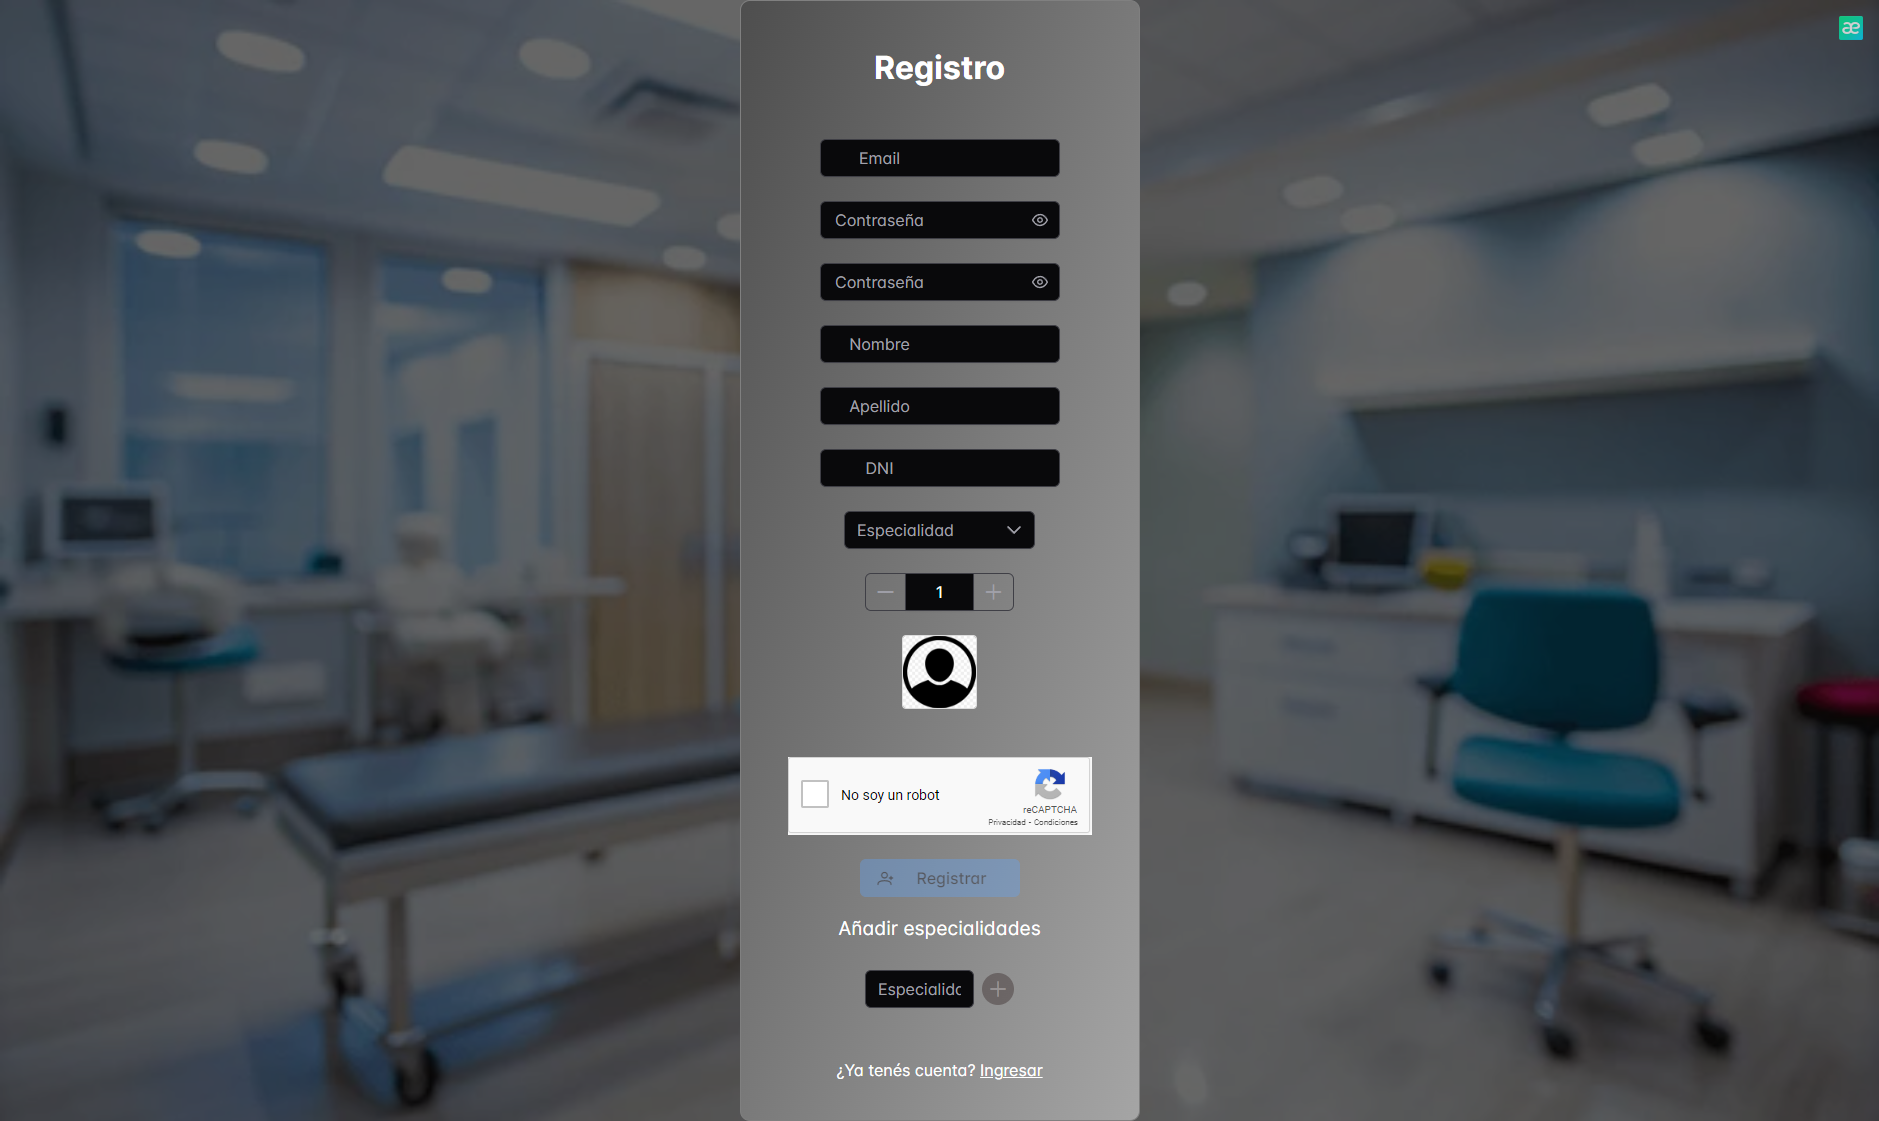 æ
Registro
Email
Contraseña
Contraseña
Nombre
Apellido
DNI
Especialidad
1
No soy un robot
reCAPTCHA
Privacidad - Condiciones
Registrar
Añadir especialidades
Especialida
¿Ya tenés cuenta? Ingresar